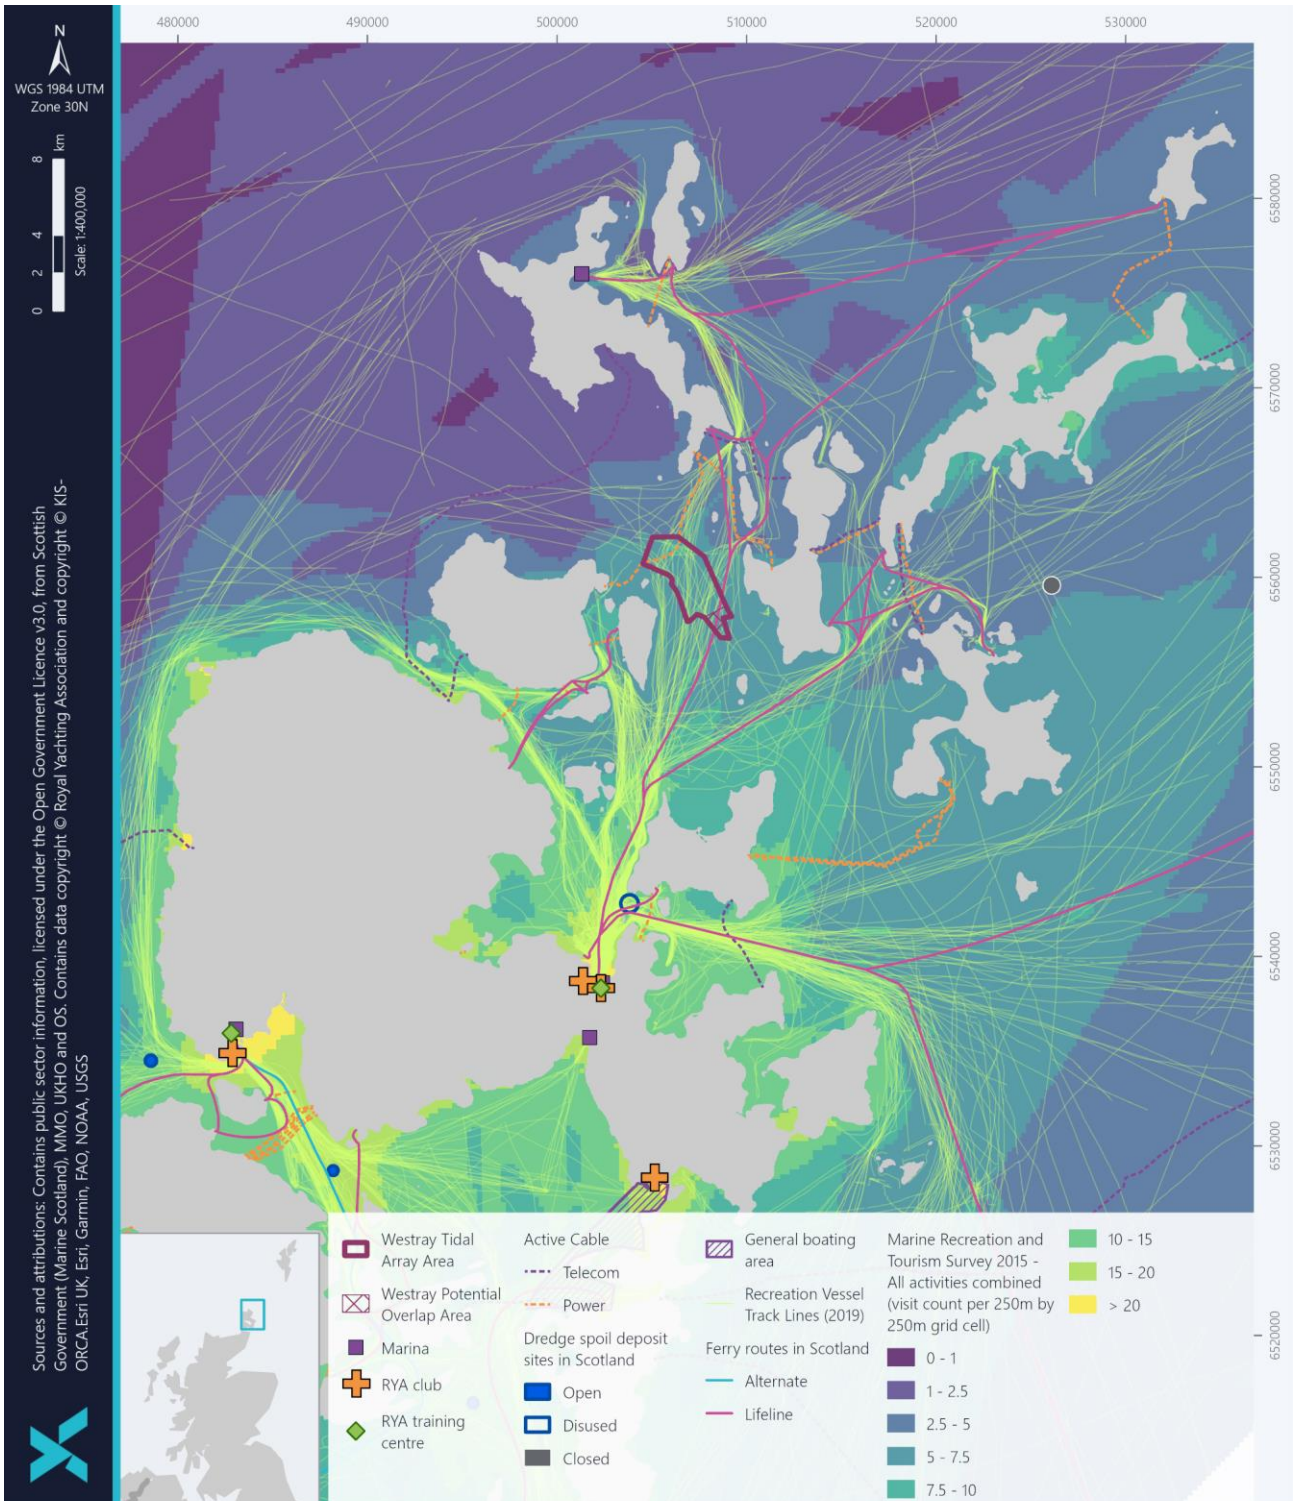 480000
490000
500000
510000
520000
530000
N
WGS 1984 UTM
Zone 30N
km
8
4
2
0
Scale: 1:400,000
Sources and attributions: Contains public sector information, licensed under the Open Government Licence v3.0, from Scottish
Government (Marine Scotland), MMO, UKHO and OS. Contains data copyright © Royal Yachting Association and copyright © KIS-
ORCA.Esri UK, Esri, Garmin, FAO, NOAA, USGS
6580000
6570000
6560000
6550000
6540000
6530000
6520000
Westray Tidal
Array Area
Westray Potential
Overlap Area
Marina
RYA club
RYA training
centre
Active Cable
Telecom
Power
Dredge spoil deposit
sites in Scotland
Open
Disused
Closed
General boating
area
Recreation Vessel
Track Lines (2019)
Ferry routes in Scotland
Alternate
Lifeline
Marine Recreation and
Tourism Survey 2015 -
All activities combined
(visit count per 250m by
250m grid cell)
0 - 1
1 - 2.5
2.5 - 5
5 - 7.5
7.5 - 10
10 - 15
15 - 20
> 20